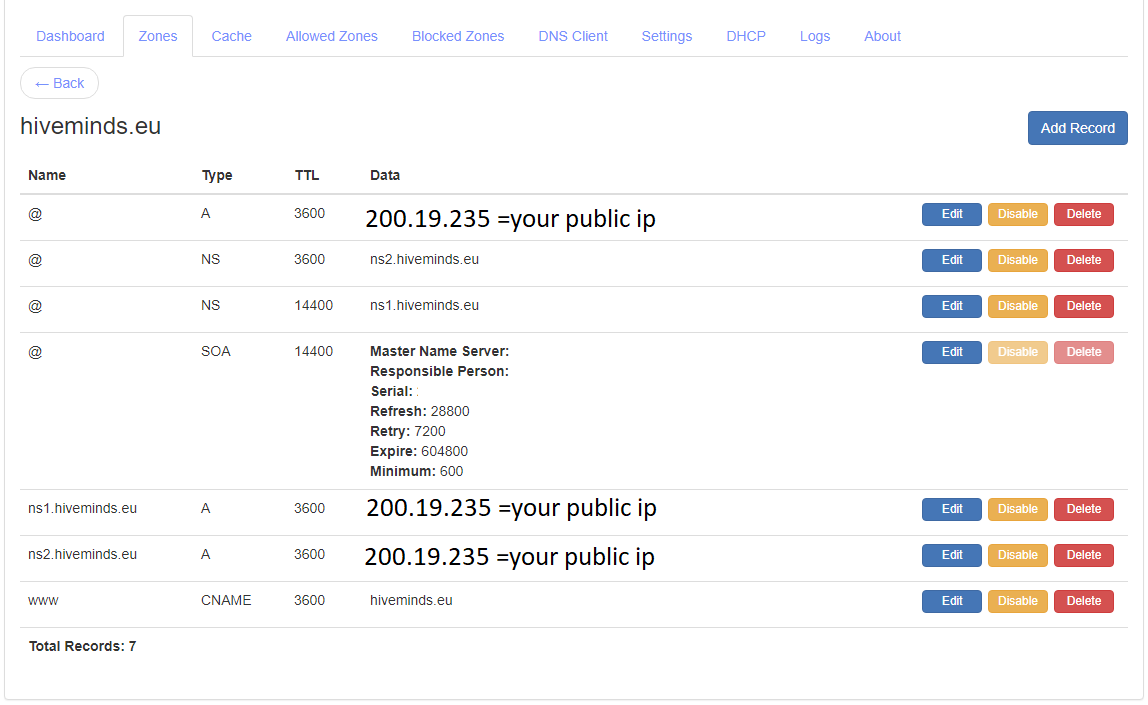 Dashboard Zones Cache Allowed Zones Blocked Zones DNS Client Settings DHCP Logs About
← Back
hiveminds.eu Add Record
Name Type TTL Data
@ A 3600 200.19.235 =your public ip Edit Disable Delete
@ NS 3600 ns2.hiveminds.eu Edit Disable Delete
@ NS 14400 ns1.hiveminds.eu Edit Disable Delete
@ SOA 14400 Master Name Server: Edit Disable Delete
Responsible Person:
Serial:
Refresh: 28800
Retry: 7200
Expire: 604800
Minimum: 600
ns1.hiveminds.eu A 3600 200.19.235 =your public ip Edit Disable Delete
ns2.hiveminds.eu A 3600 200.19.235 =your public ip Edit Disable Delete
www CNAME 3600 hiveminds.eu Edit Disable Delete
Total Records: 7